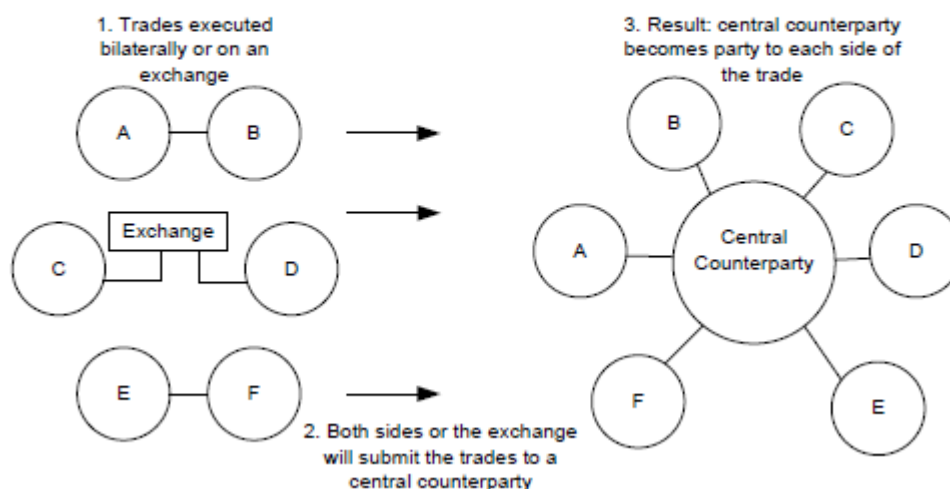 1. Trades executed
bilaterally or on an
exchange
A
B
Exchange
C
D
E
F
2. Both sides or the exchange
will submit the trades to a
central counterparty
3. Result: central counterparty
becomes party to each side of
the trade
B
C
A
Central
Counterparty
D
F
E